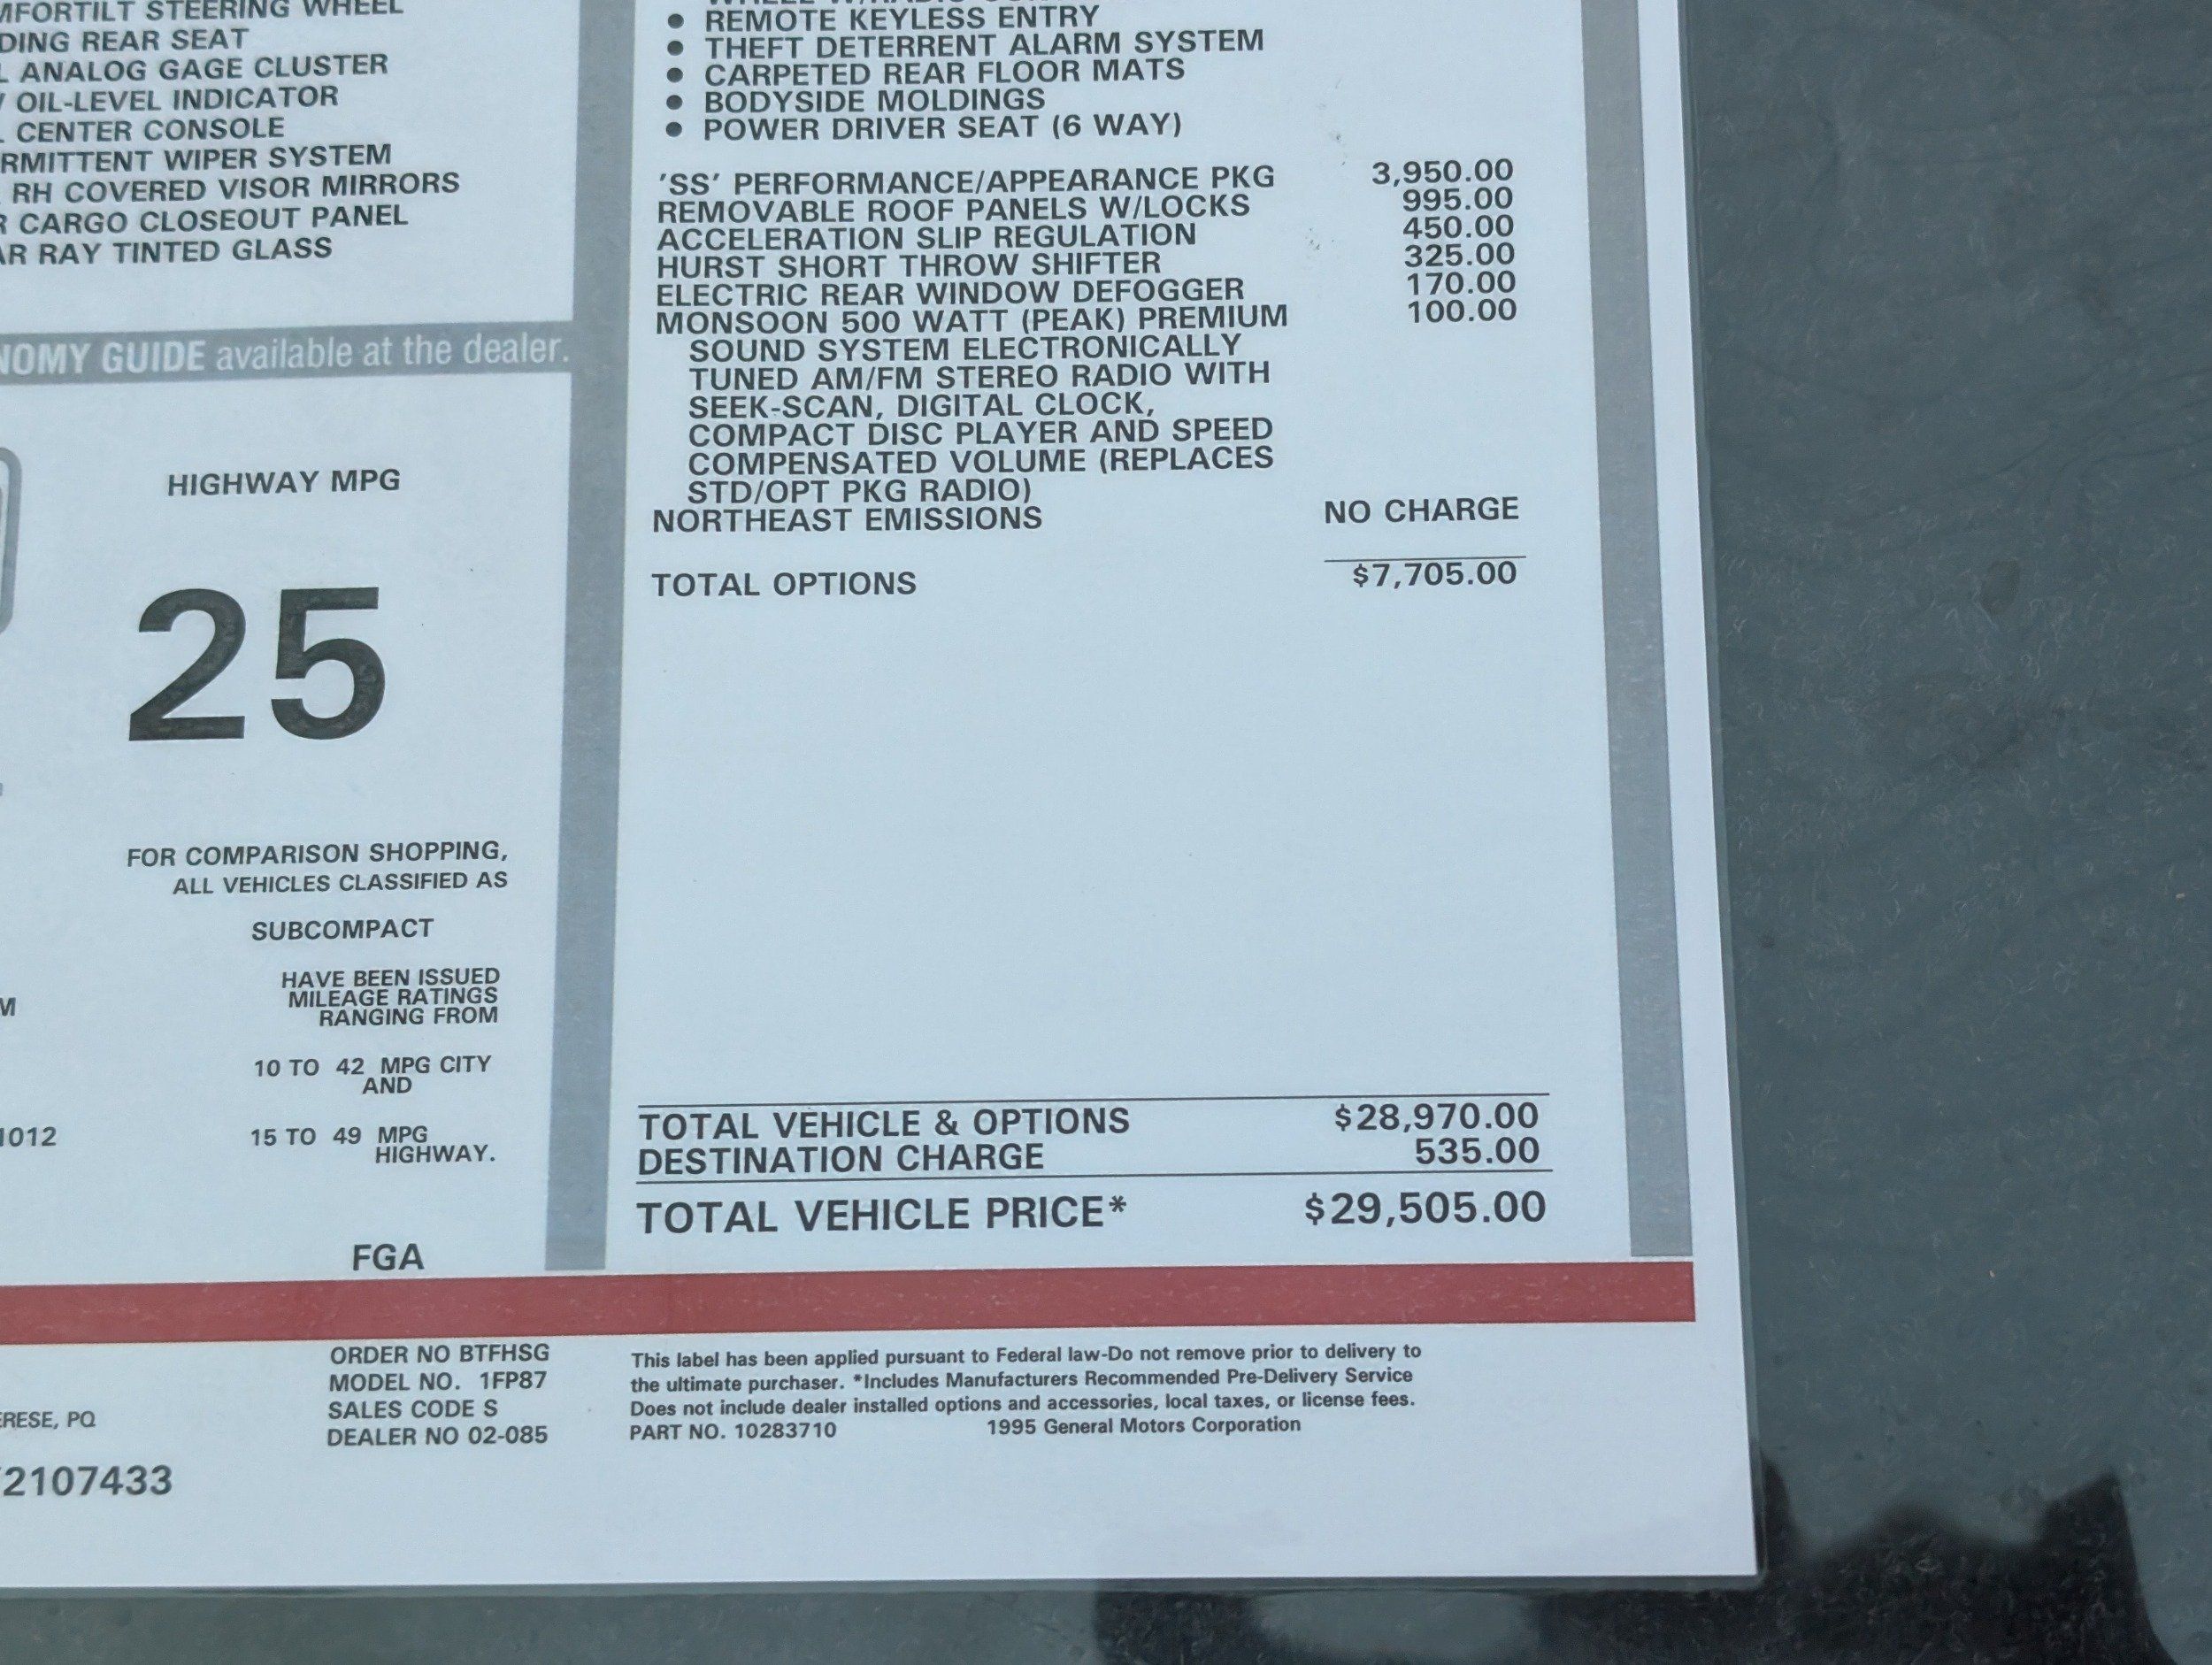 STEERING WHEEL
REAR SEAT
ANALOG GAGE CLUSTER
OIL-LEVEL INDICATOR
CENTER CONSOLE
WIPER SYSTEM
RH COVERED VISOR MIRRORS
CARGO CLOSEOUT PANEL
RAY TINTED GLASS
GUIDE available at the dealer.
HIGHWAY MPG
25
FOR COMPARISON SHOPPING,
ALL VEHICLES CLASSIFIED AS
SUBCOMPACT
HAVE BEEN ISSUED
MILEAGE RATINGS
RANGING FROM
10 TO 42 MPG CITY
AND
15 TO 49 MPG
HIGHWAY.
1012
FGA
• REMOTE KEYLESS ENTRY
• THEFT DETERRENT ALARM SYSTEM
• CARPETED REAR FLOOR MATS
• BODYSIDE MOLDINGS
• POWER DRIVER SEAT (6 WAY)
'SS' PERFORMANCE/APPEARANCE PKG 3,950.00
REMOVABLE ROOF PANELS W/LOCKS 995.00
ACCELERATION SLIP REGULATION 450.00
HURST SHORT THROW SHIFTER 325.00
ELECTRIC REAR WINDOW DEFOGGER 170.00
MONSOON 500 WATT (PEAK) PREMIUM 100.00
SOUND SYSTEM ELECTRONICALLY
TUNED AM/FM STEREO RADIO WITH
SEEK-SCAN, DIGITAL CLOCK,
COMPACT DISC PLAYER AND SPEED
COMPENSATED VOLUME (REPLACES
STD/OPT PKG RADIO)
NORTHEAST EMISSIONS NO CHARGE
TOTAL OPTIONS $7,705.00
TOTAL VEHICLE & OPTIONS $28,970.00
DESTINATION CHARGE 535.00
TOTAL VEHICLE PRICE* $29,505.00
PQ
2107433
ORDER NO BTFHSG
MODEL NO. 1FP87
SALES CODE S
DEALER NO 02-085
This label has been applied pursuant to Federal law-Do not remove prior to delivery to
the ultimate purchaser. *Includes Manufacturers Recommended Pre-Delivery Service
Does not include dealer installed options and accessories, local taxes, or license fees.
PART NO. 10283710 1995 General Motors Corporation